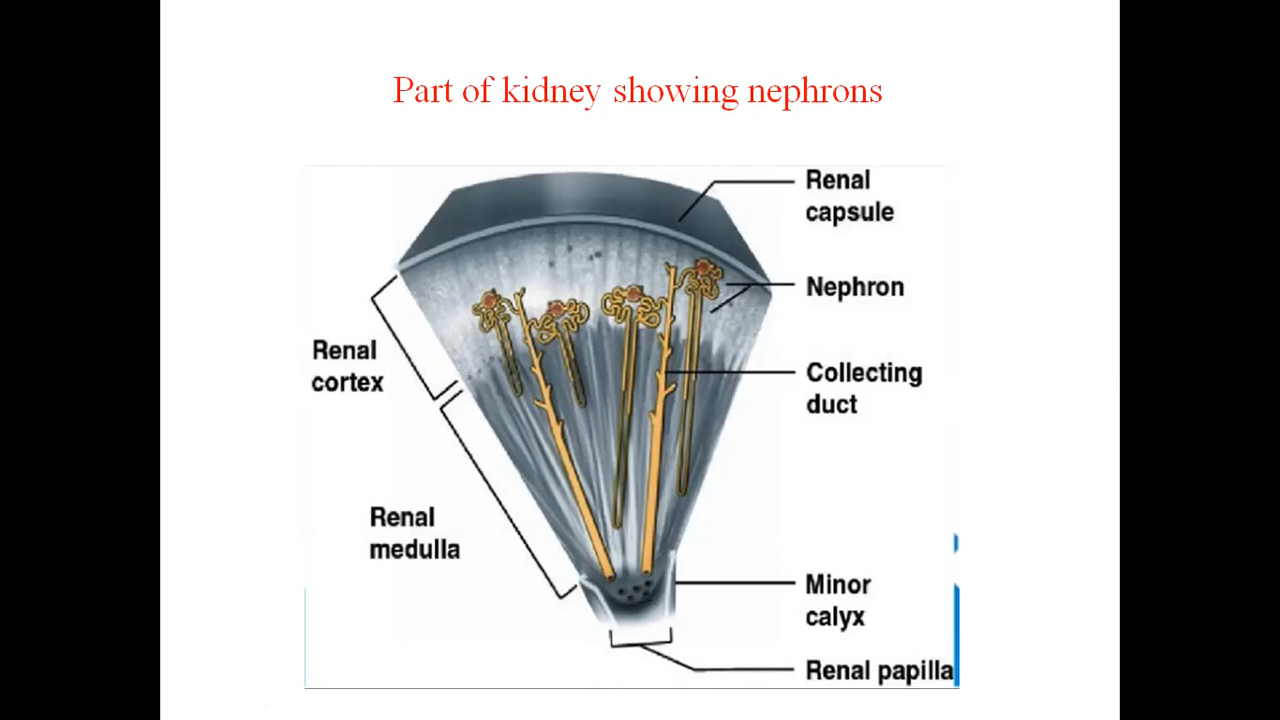 Part of kidney showing nephrons
Renal
capsule
Nephron
Renal
cortex
Collecting
duct
Renal
medulla
Minor
calyx
Renal papilla